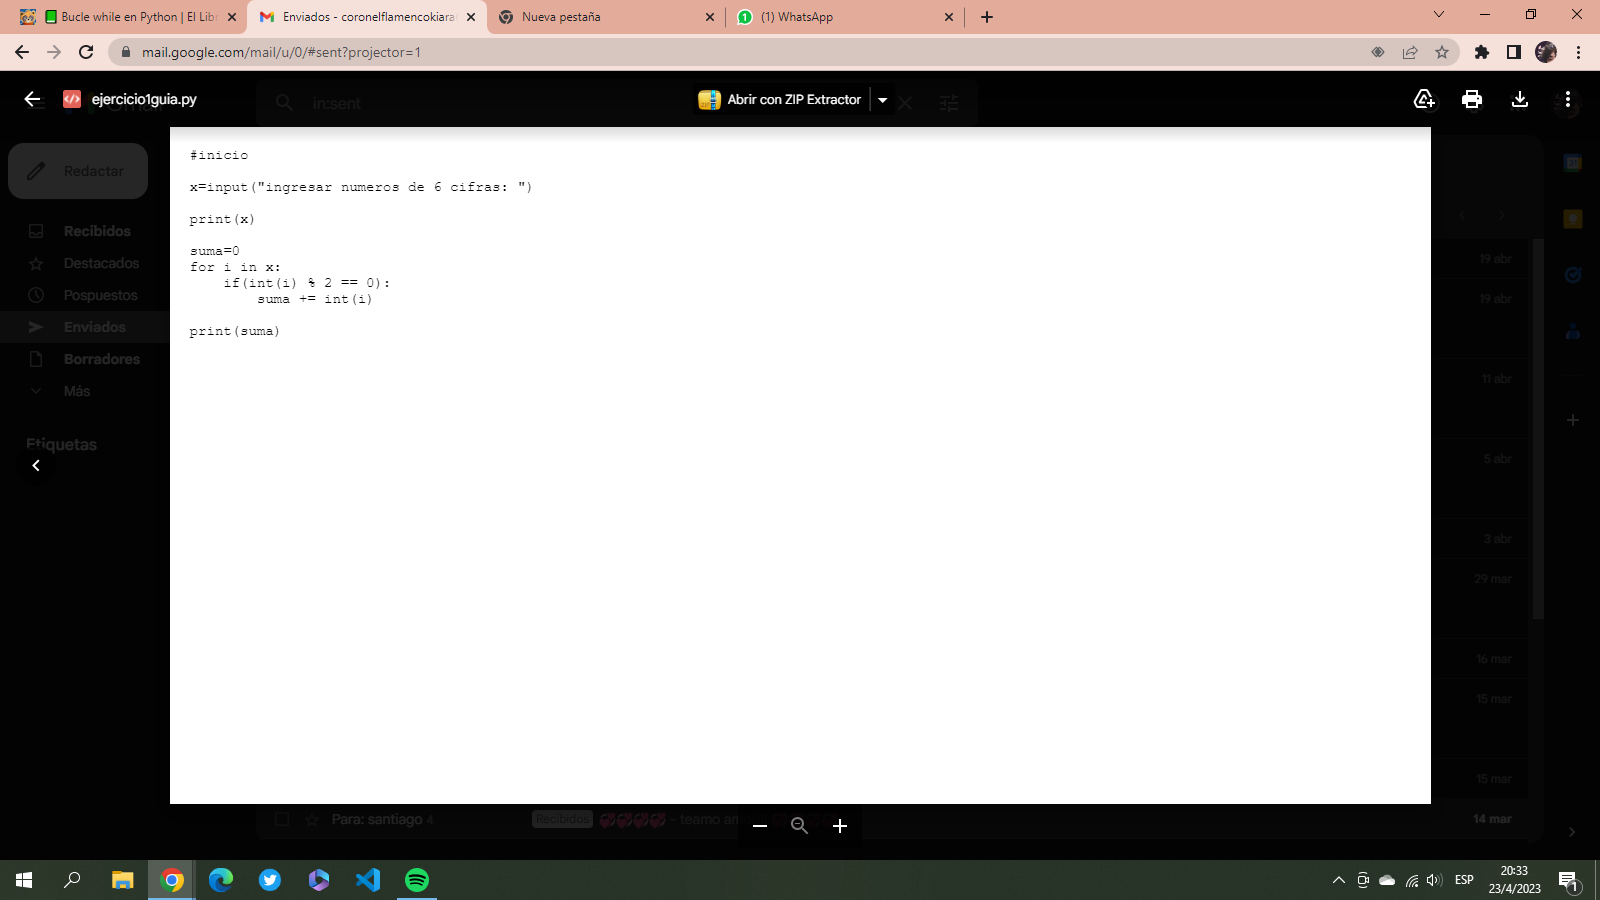 Bucle while en Python | El Libr
Enviados - coronelflamencokiara
Nueva pestaña
(1) WhatsApp
mail.google.com/mail/u/0/#sent?projector=1
ejercicio1guia.py
in:sent
Abrir con ZIP Extractor
Redactar
Recibidos
Destacados
Pospuestos
Enviados
Borradores
Más
Etiquetas
#inicio
x=input("ingresar numeros de 6 cifras: ")
print(x)
suma=0
for i in x:
    if(int(i) % 2 == 0):
        suma += int(i)
print(suma)
19 abr
19 abr
11 abr
5 abr
3 abr
29 mar
16 mar
15 mar
15 mar
Para: santiago 4
Recibidos
- teamo
14 mar
ESP
20:33
23/4/2023
1